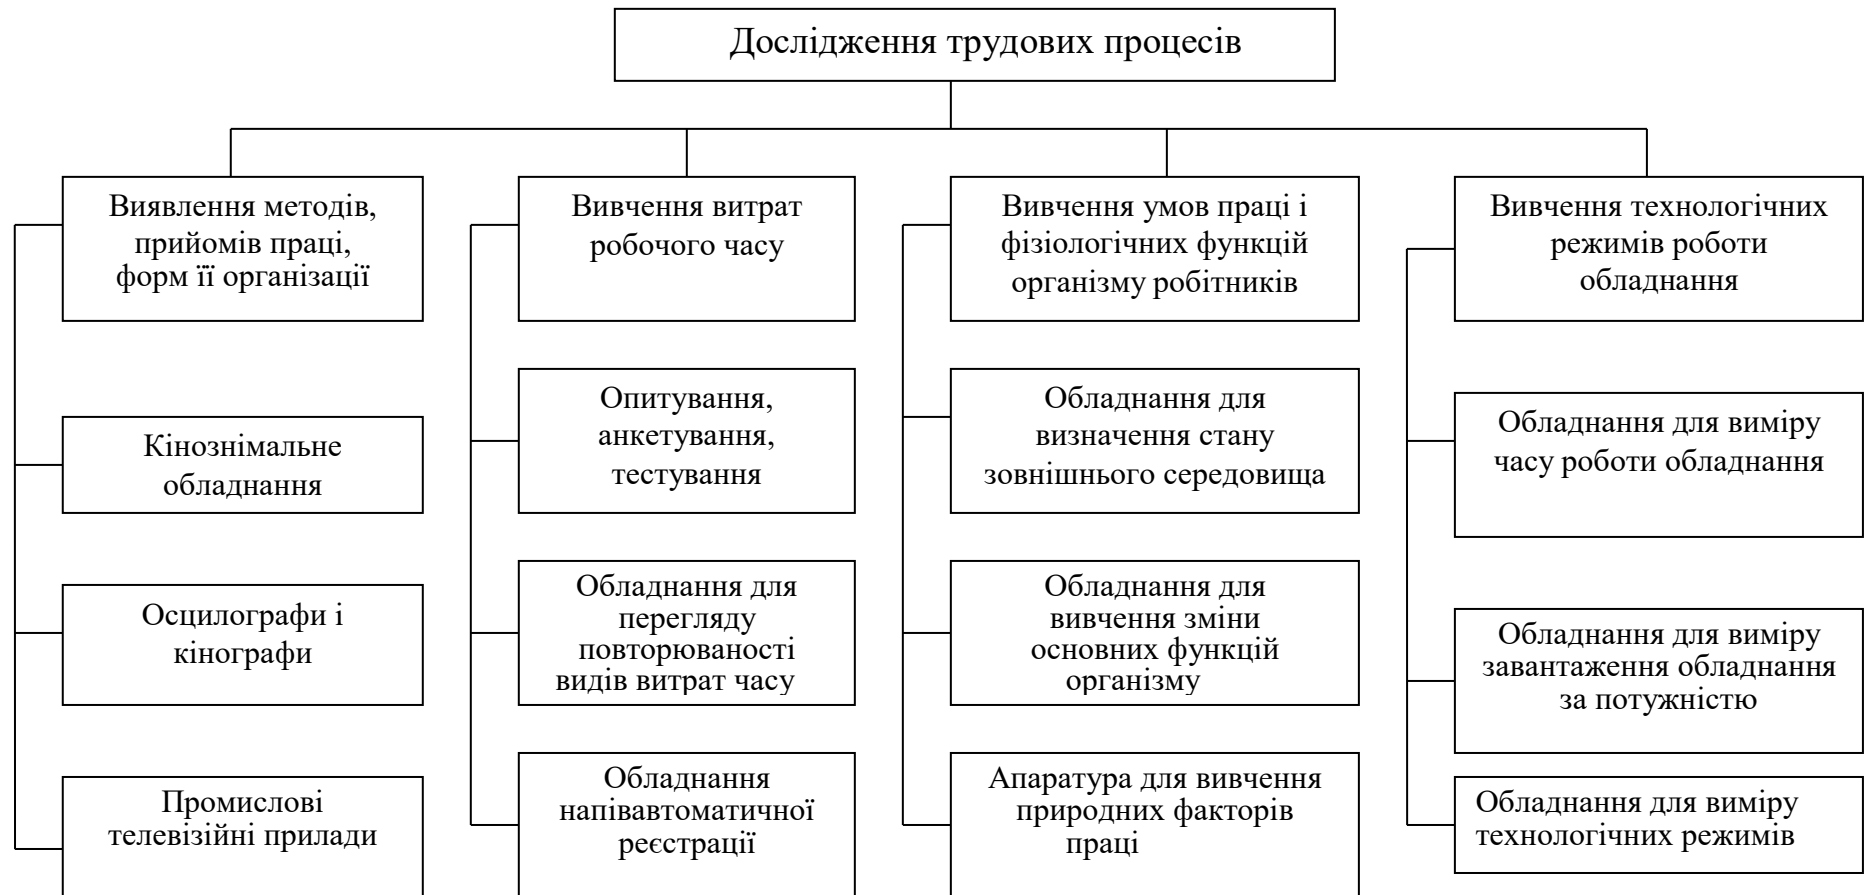 Дослідження трудових процесів
Виявлення методів,
прийомів праці,
форм її організації
Кінознімальне
обладнання
Осцилографи і
кінографи
Промислові
телевізійні прилади
Вивчення витрат
робочого часу
Опитування,
анкетування,
тестування
Обладнання для
перегляду
повторюваності
видів витрат часу
Обладнання
напівавтоматичної
реєстрації
Вивчення умов праці і
фізіологічних функцій
організму робітників
Обладнання для
визначення стану
зовнішнього середовища
Обладнання для
вивчення зміни
основних функцій
організму
Апаратура для вивчення
природних факторів
праці
Вивчення технологічних
режимів роботи
обладнання
Обладнання для виміру
часу роботи обладнання
Обладнання для виміру
завантаження обладнання
за потужністю
Обладнання для виміру
технологічних режимів